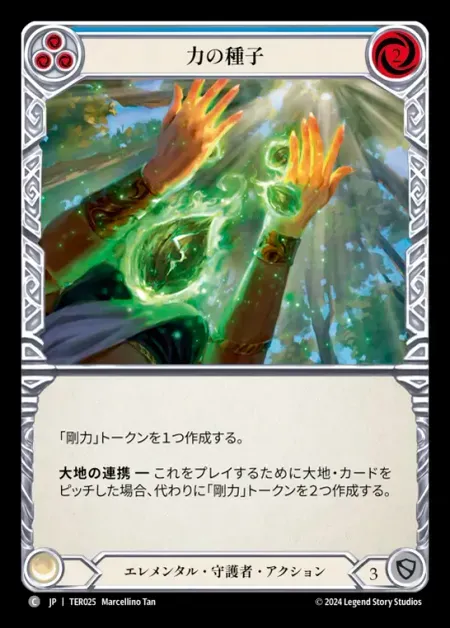 力の種子
2
「剛力」トークンを1つ作成する。
大地の連携 ー これをプレイするために大地・カードを
ピッチした場合、代わりに「剛力」トークンを2つ作成する。
エレメンタル・守護者・アクション
3
C JP | TER025 Marcellino Tan
© 2024 Legend Story Studios